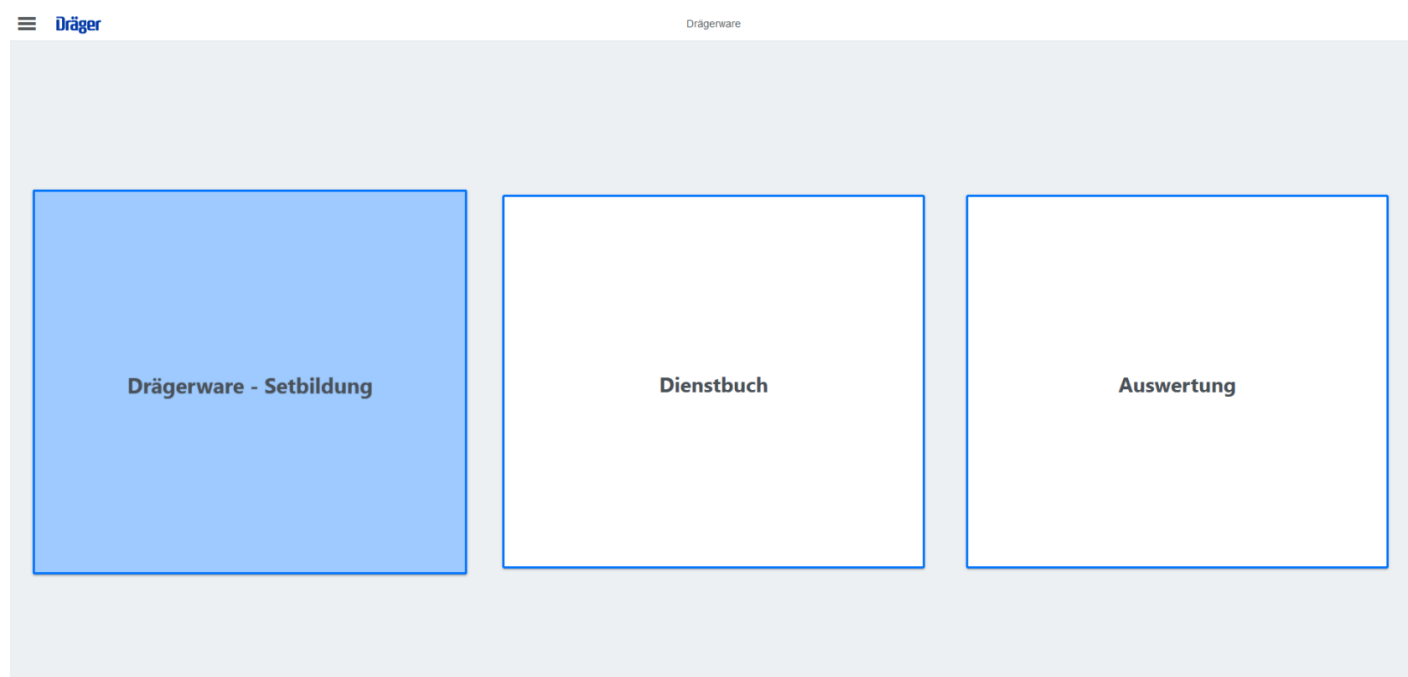 Dräger
Drägerware
Drägerware - Setbildung
Dienstbuch
Auswertung